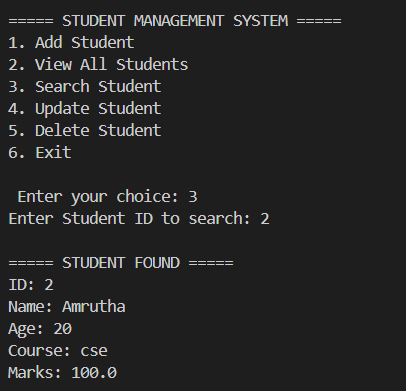 ===== STUDENT MANAGEMENT SYSTEM =====
1. Add Student
2. View All Students
3. Search Student
4. Update Student
5. Delete Student
6. Exit
Enter your choice: 3
Enter Student ID to search: 2
===== STUDENT FOUND =====
ID: 2
Name: Amrutha
Age: 20
Course: cse
Marks: 100.0